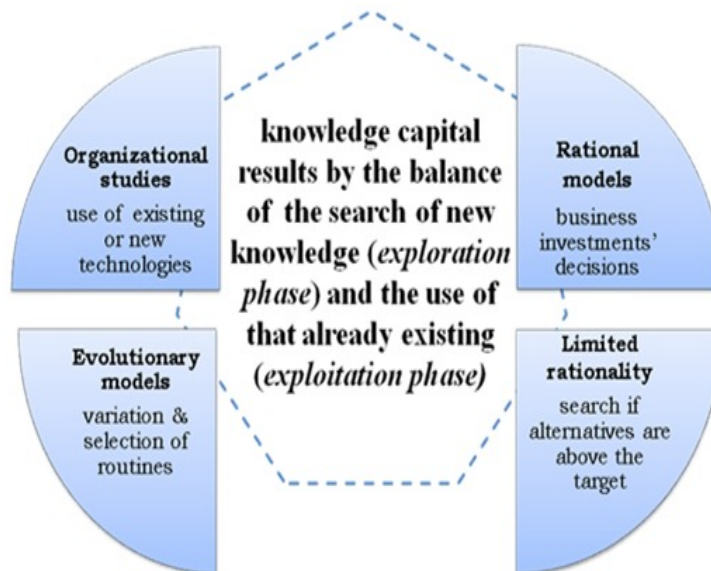 Organizational
studies
use of existing
or new
technologies
knowledge capital
results by the balance
of the search of new
knowledge (exploration
phase) and the use of
that already existing
(exploitation phase)
Rational
models
business
investments'
decisions
Evolutionary
models
variation &
selection of
routines
Limited
rationality
search if
alternatives are
above the
target